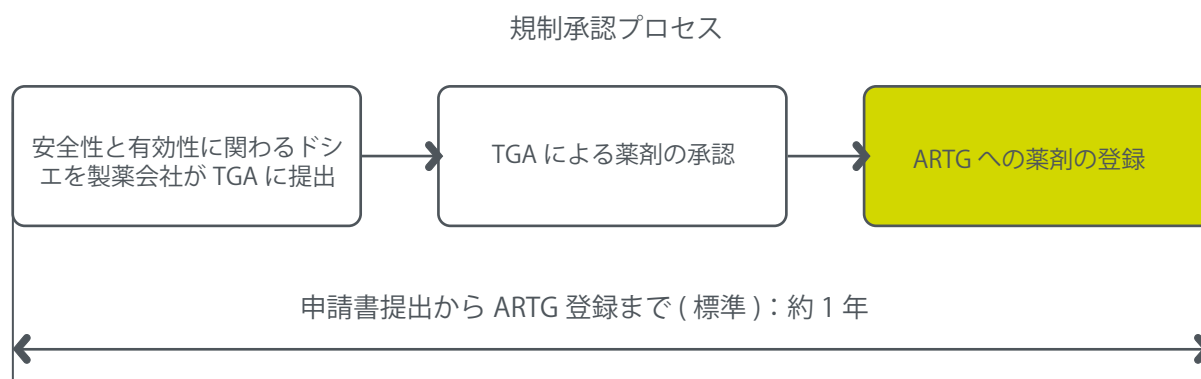 規制承認プロセス
安全性と有効性に関わるドシ
エを製薬会社が TGA に提出
TGA による薬剤の承認
ARTG への薬剤の登録
申請書提出から ARTG 登録まで ( 標準 )：約 1 年